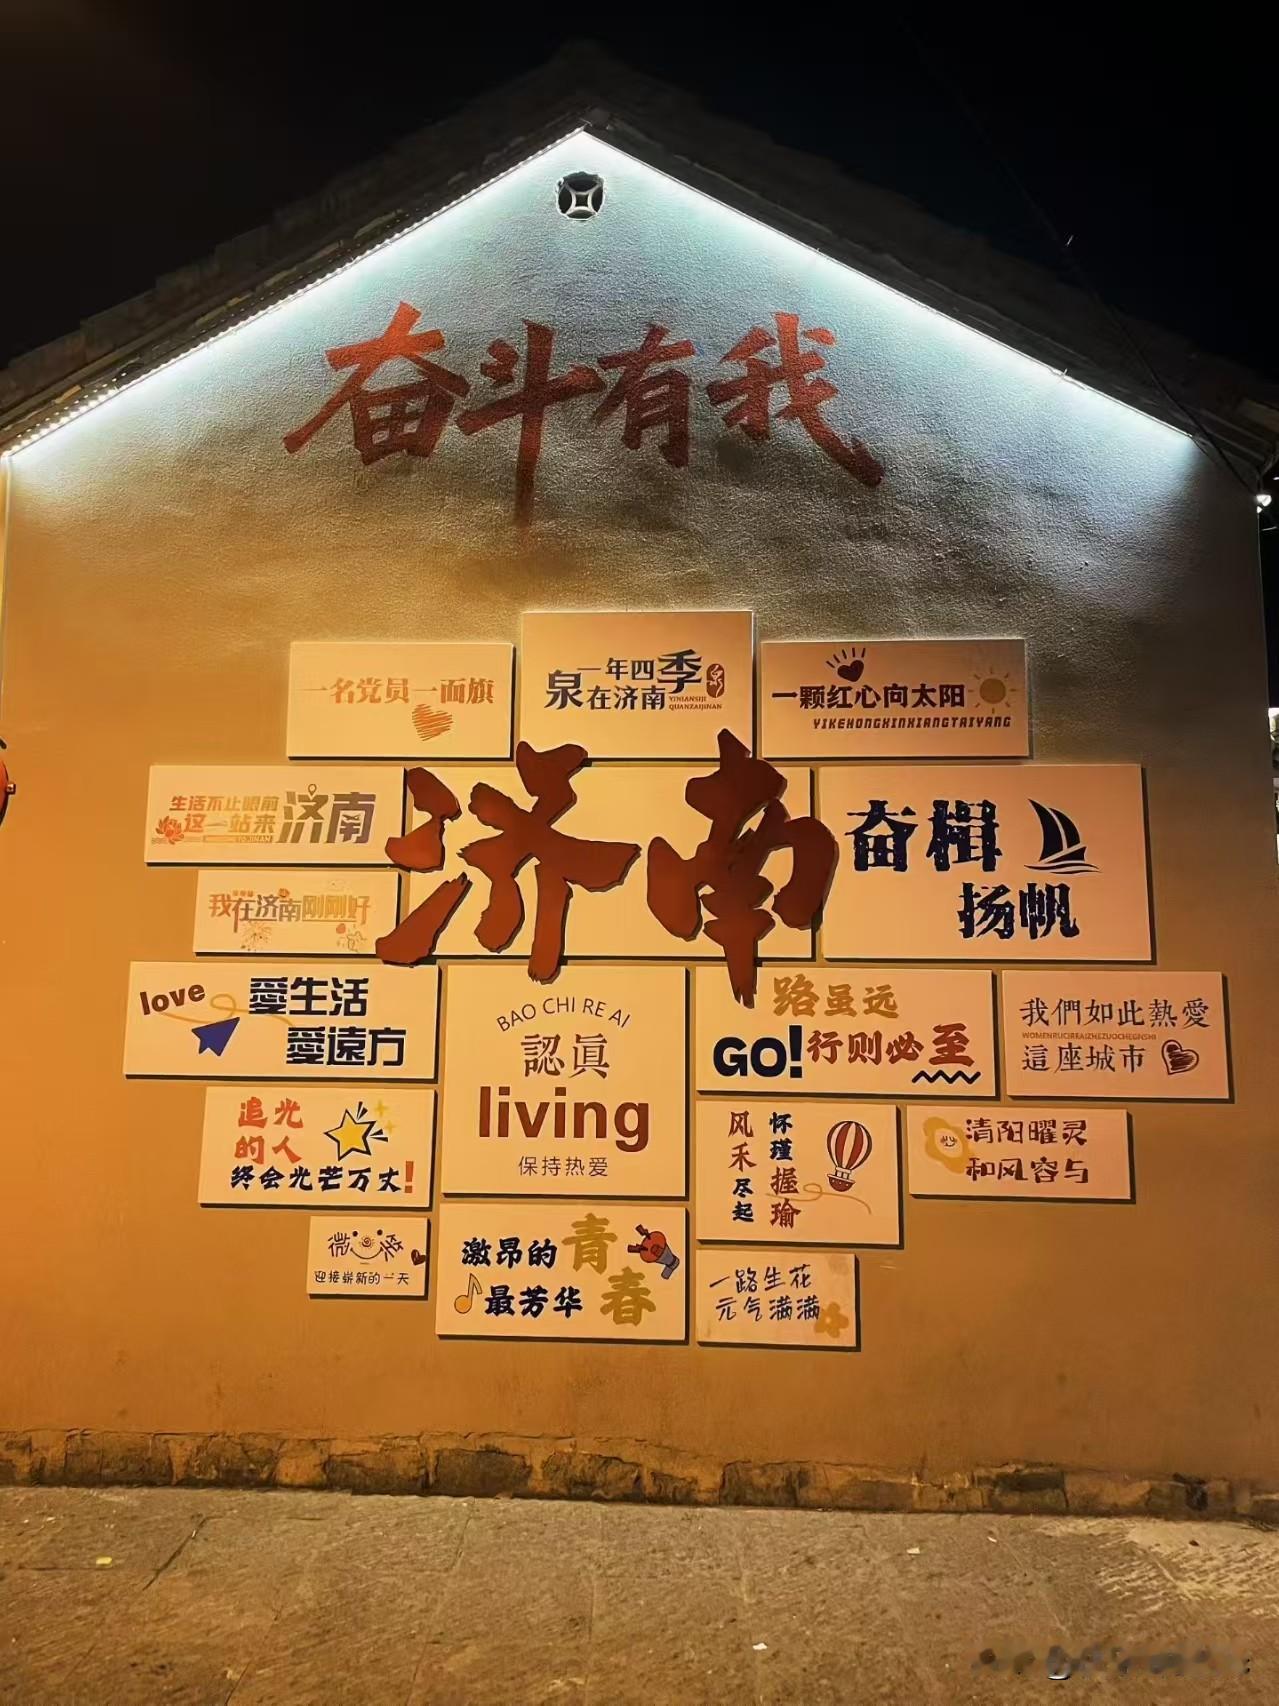 奋斗有我
一名党员一面旗
一年四季
泉在济南
YINIANSIJI
QUANZAIJINAN
一颗红心向太阳
YIKEHONGXINXIANGTAIYANG
生活不止眼前
这一站来济南
济南
奋楫
扬帆
我在济南刚刚好
love
愛生活
愛遠方
BAO CHI RE AI
認眞
living
保持热爱
路虽远
GO!行则必至
我們如此熱愛
這座城市
追光
的人
终会光芒万丈!
风禾尽起
怀瑾握瑜
清阳曜灵
和风容与
微笑
迎接崭新的一天
激昂的青春
最芳华
一路生花
元气满满